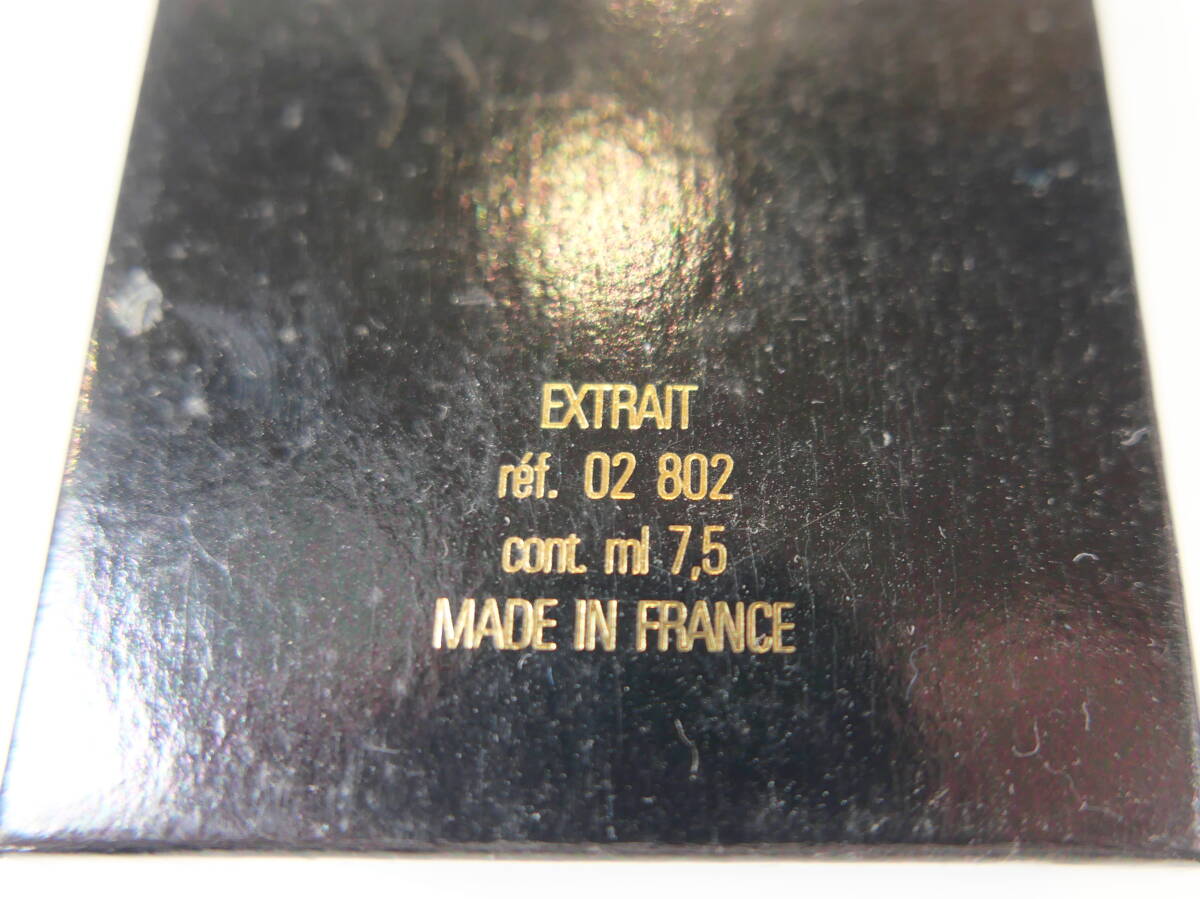 EXTRAIT
réf. 02 802
cont. ml 7,5
MADE IN FRANCE